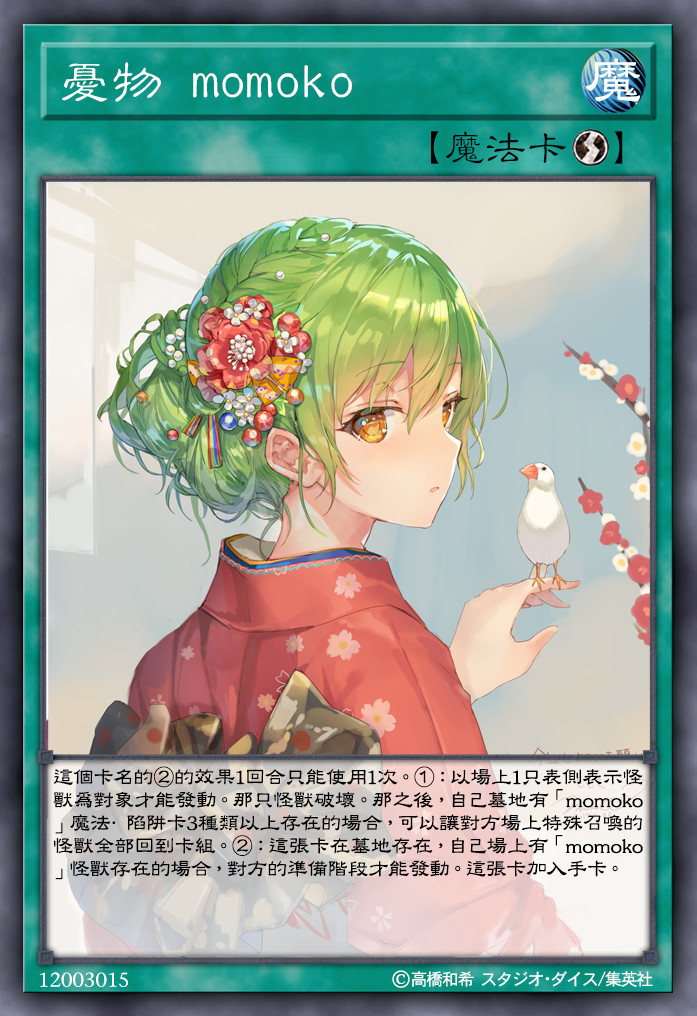 憂物 momoko
魔
【魔法卡】
這個卡名的②的效果1回合只能使用1次。①：以場上1只表側表示怪
獸爲對象才能發動。那只怪獸破壞。那之後，自己墓地有「momoko
」魔法·陷阱卡3種類以上存在的場合，可以讓對方場上特殊召喚的
怪獸全部回到卡組。②：這張卡在墓地存在，自己場上有「momoko
」怪獸存在的場合，對方的準備階段才能發動。這張卡加入手卡。
12003015
©高橋和希 スタジオ・ダイス/集英社